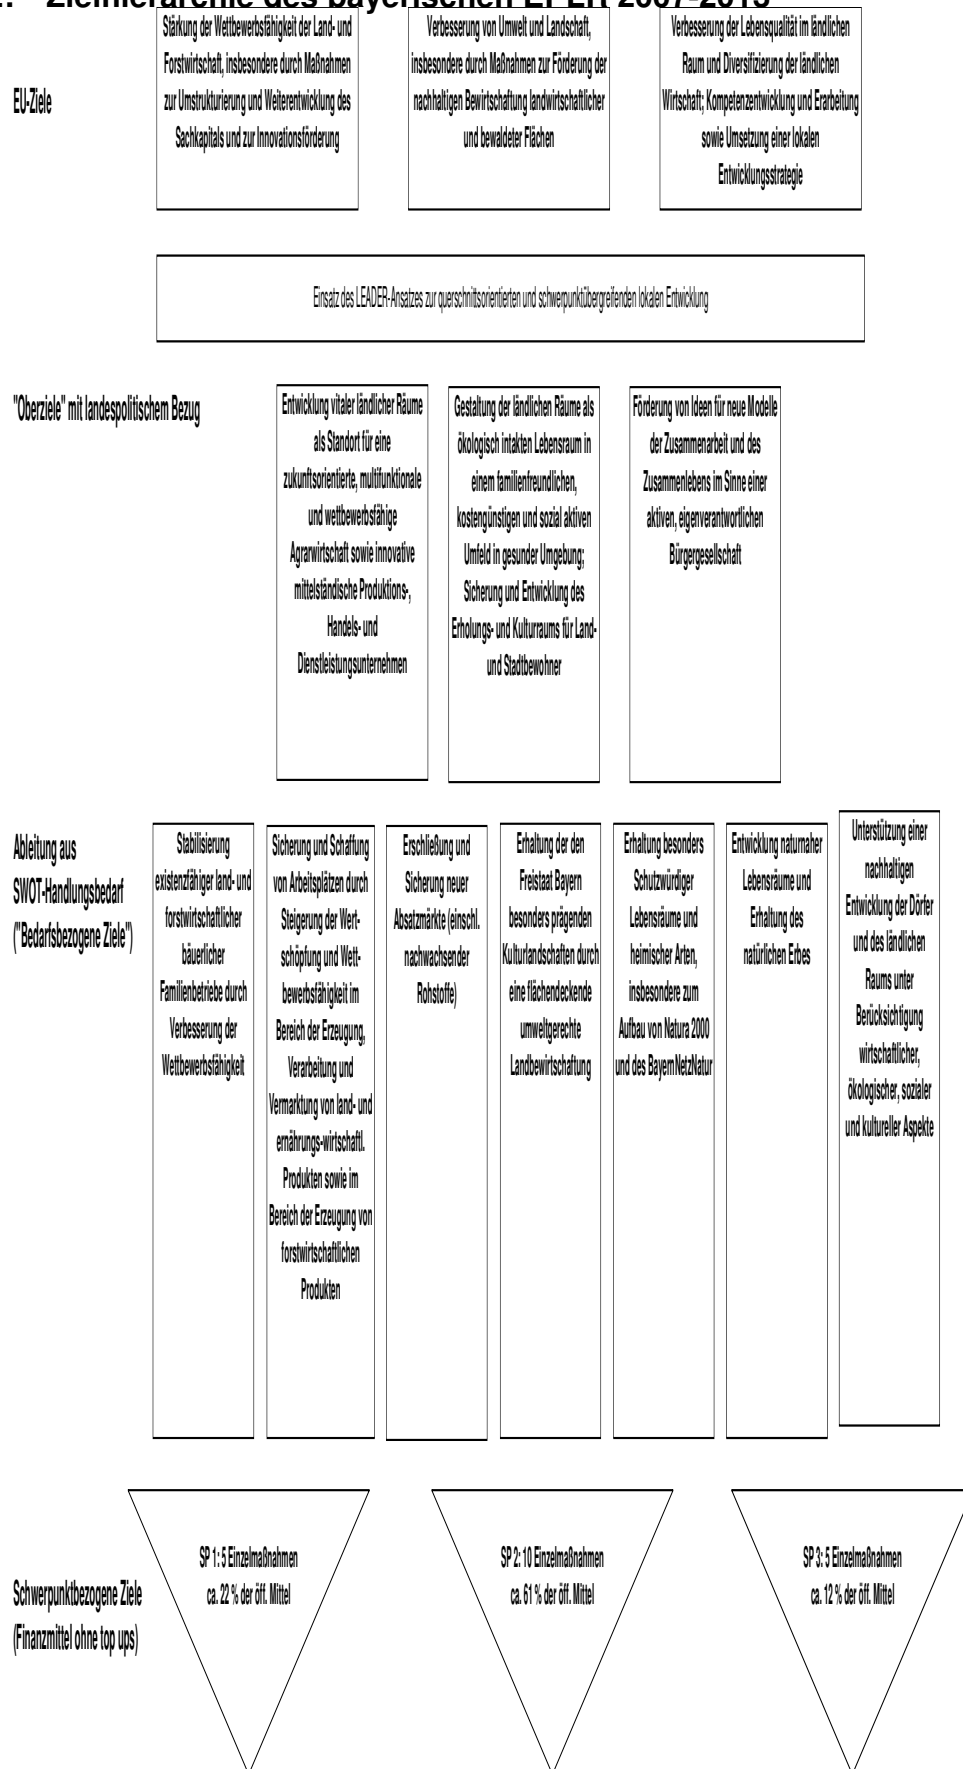 Zielhierarchie des bayerischen EPLR 2007-2013
EU-Ziele
Stärkung der Wettbewerbsfähigkeit der Land- und
Forstwirtschaft, insbesondere durch Maßnahmen
zur Umstrukturierung und Weiterentwicklung des
Sachkapitals und zur Innovationsförderung
Verbesserung von Umwelt und Landschaft,
insbesondere durch Maßnahmen zur Förderung der
nachhaltigen Bewirtschaftung landwirtschaftlicher
und bewaldeter Flächen
Verbesserung der Lebensqualität im ländlichen
Raum und Diversifizierung der ländlichen
Wirtschaft; Kompetenzentwicklung und Erarbeitung
sowie Umsetzung einer lokalen
Entwicklungsstrategie
Einsatz des LEADER-Ansatzes zur querschnittsorientierten und schwerpunktübergreifenden lokalen Entwicklung
"Oberziele" mit landespolitischem Bezug
Entwicklung vitaler ländlicher Räume
als Standort für eine
zukunftsorientierte, multifunktionale
und wettbewerbsfähige
Agrarwirtschaft sowie innovative
mittelständische Produktions-,
Handels- und
Dienstleistungsunternehmen
Gestaltung der ländlichen Räume als
ökologisch intakten Lebensraum in
einem familienfreundlichen,
kostengünstigen und sozial aktiven
Umfeld in gesunder Umgebung;
Sicherung und Entwicklung des
Erholungs- und Kulturraums für Land-
und Stadtbewohner
Förderung von Ideen für neue Modelle
der Zusammenarbeit und des
Zusammenlebens im Sinne einer
aktiven, eigenverantwortlichen
Bürgergesellschaft
Ableitung aus
SWOT-Handlungsbedarf
("Bedarfsbezogene Ziele")
Stabilisierung
existenzfähiger land- und
forstwirtschaftlicher
bäuerlicher
Familienbetriebe durch
Verbesserung der
Wettbewerbsfähigkeit
Sicherung und Schaffung
von Arbeitsplätzen durch
Steigerung der Wert-
schöpfung und Wett-
bewerbsfähigkeit im
Bereich der Erzeugung,
Verarbeitung und
Vermarktung von land- und
ernährungs-wirtschaftl.
Produkten sowie im
Bereich der Erzeugung von
forstwirtschaftlichen
Produkten
Erschließung und
Sicherung neuer
Absatzmärkte (einschl.
nachwachsender
Rohstoffe)
Erhaltung der den
Freistaat Bayern
besonders prägenden
Kulturlandschaften durch
eine flächendeckende
umweltgerechte
Landbewirtschaftung
Erhaltung besonders
Schutzwürdiger
Lebensräume und
heimischer Arten,
insbesondere zum
Aufbau von Natura 2000
und des BayernNetzNatur
Entwicklung naturnaher
Lebensräume und
Erhaltung des
natürlichen Erbes
Unterstützung einer
nachhaltigen
Entwicklung der Dörfer
und des ländlichen
Raums unter
Berücksichtigung
wirtschaftlicher,
ökologischer, sozialer
und kultureller Aspekte
Schwerpunktbezogene Ziele
(Finanzmittel ohne top ups)
SP 1: 5 Einzelmaßnahmen
ca. 22 % der öff. Mittel
SP 2: 10 Einzelmaßnahmen
ca. 61 % der öff. Mittel
SP 3: 5 Einzelmaßnahmen
ca. 12 % der öff. Mittel